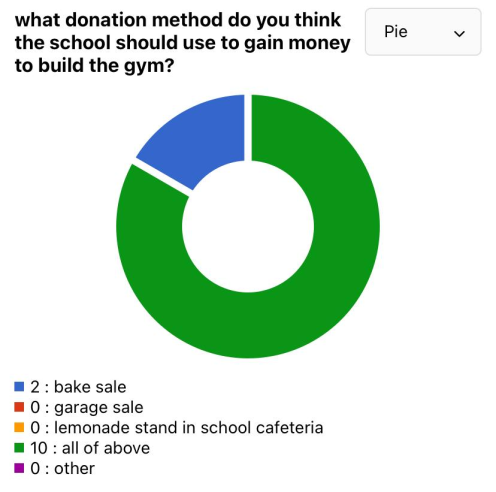 what donation method do you think
the school should use to gain money
to build the gym?
Pie
2 : bake sale
0 : garage sale
0 : lemonade stand in school cafeteria
10 : all of above
0 : other